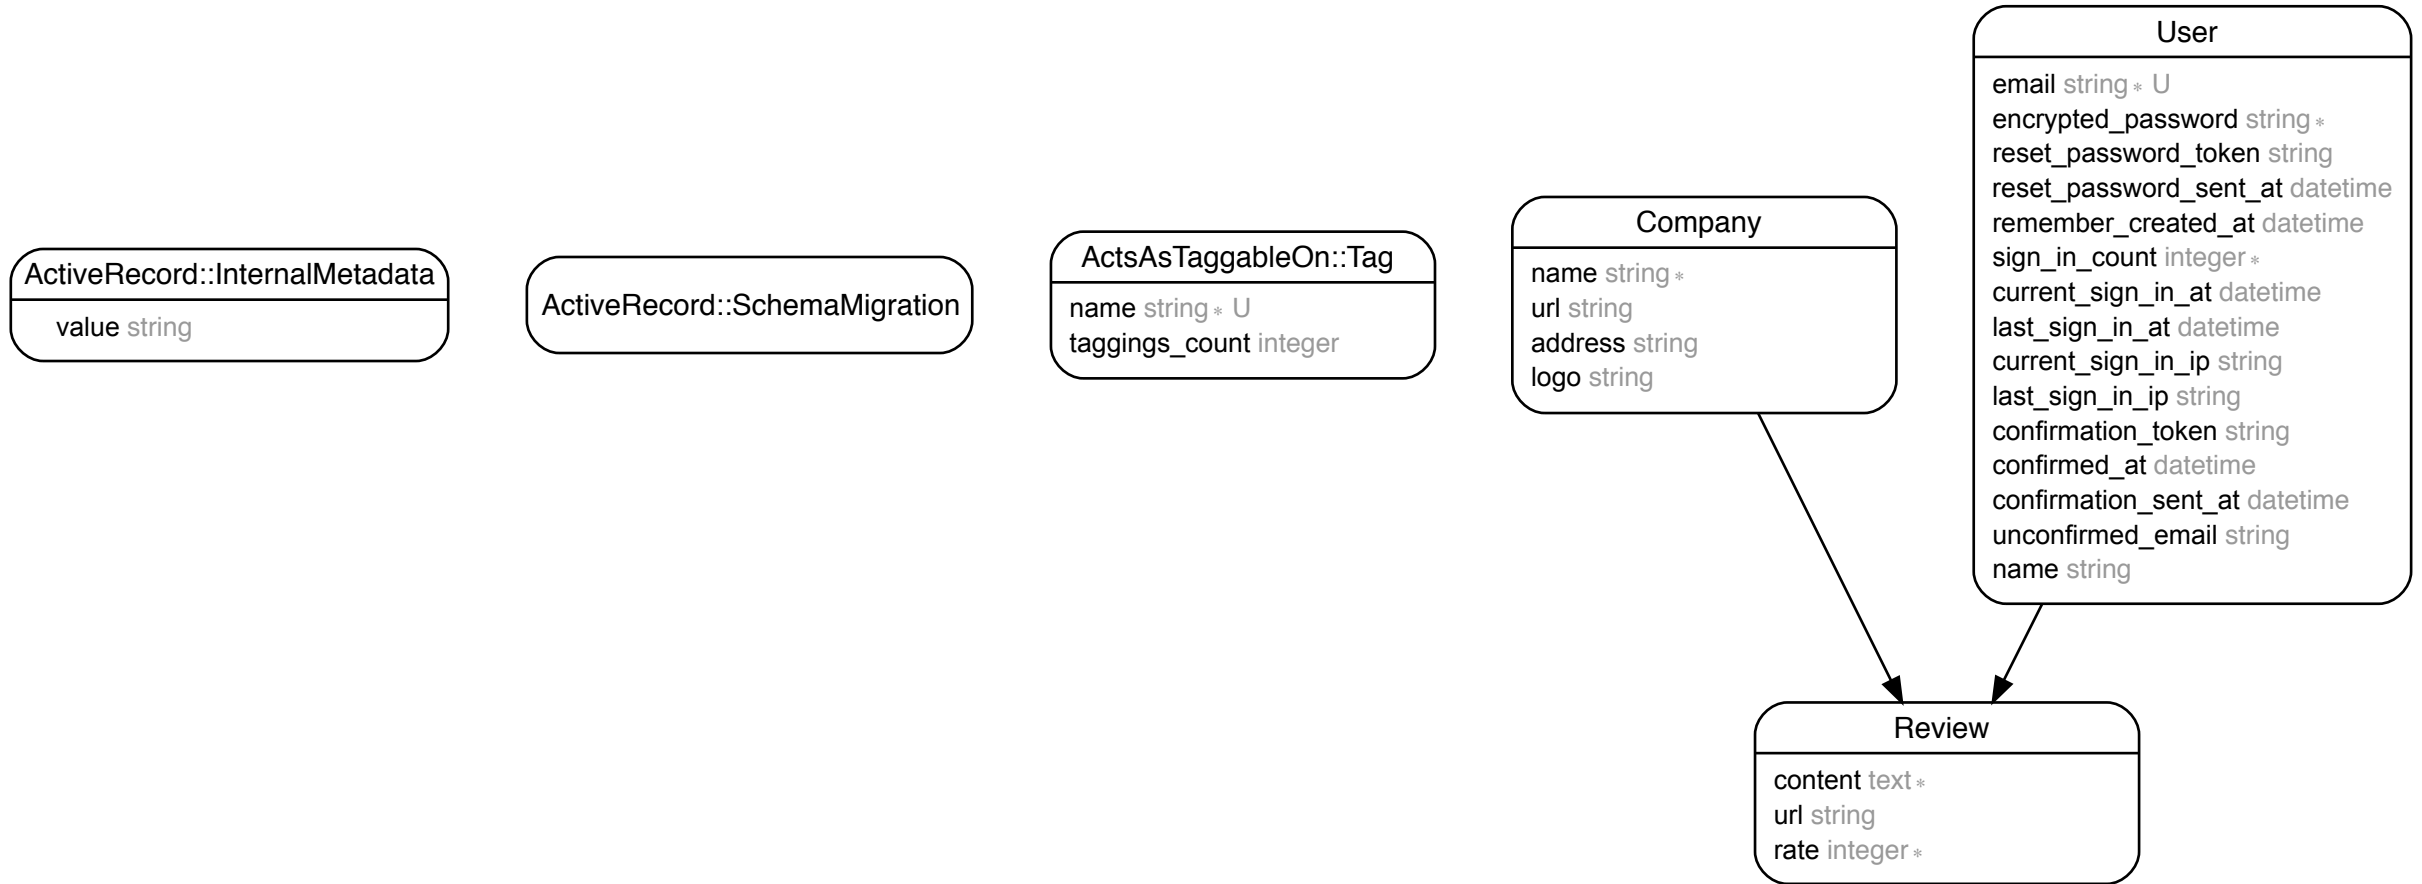 ActiveRecord::InternalMetadata
value string
ActiveRecord::SchemaMigration
ActsAsTaggableOn::Tag
name string∗ U
taggings_count integer
Company
name string∗
url string
address string
logo string
User
email string∗ U
encrypted_password string∗
reset_password_token string
reset_password_sent_at datetime
remember_created_at datetime
sign_in_count integer∗
current_sign_in_at datetime
last_sign_in_at datetime
current_sign_in_ip string
last_sign_in_ip string
confirmation_token string
confirmed_at datetime
confirmation_sent_at datetime
unconfirmed_email string
name string
Review
content text∗
url string
rate integer∗